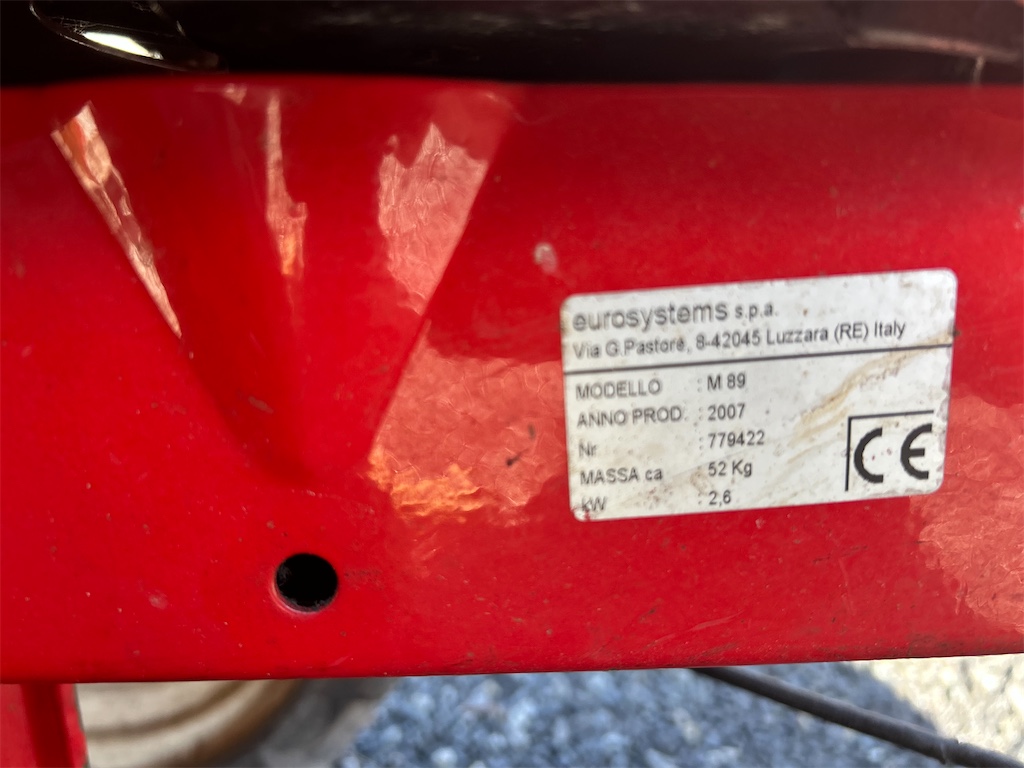 eurosystems s.p.a.
Via G.Pastore, 8-42045 Luzzara (RE) Italy
MODELLO : M 89
ANNO PROD. : 2007
Nr : 779422
MASSA ca : 52 Kg
kW : 2,6
CE